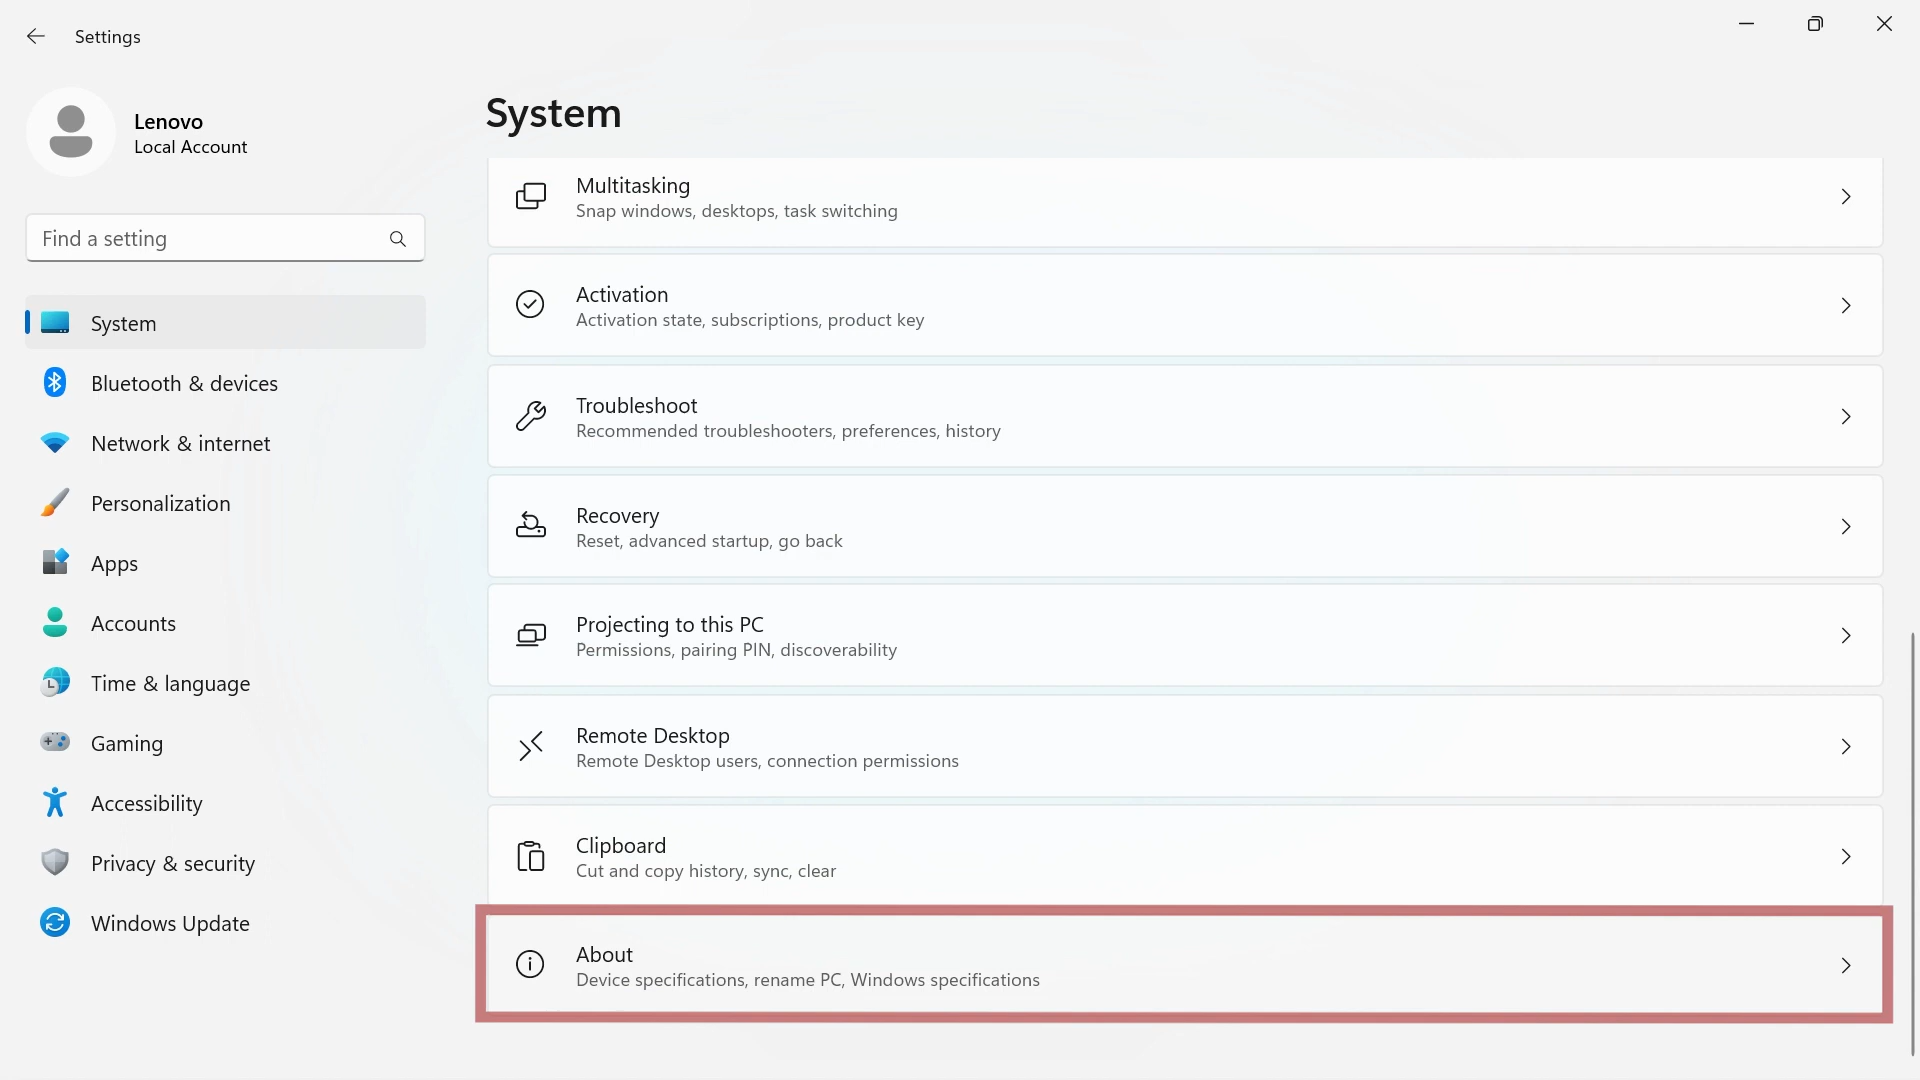 Settings
Lenovo
Local Account
Find a setting
System
Bluetooth & devices
Network & internet
Personalization
Apps
Accounts
Time & language
Gaming
Accessibility
Privacy & security
Windows Update
System
Multitasking
Snap windows, desktops, task switching
Activation
Activation state, subscriptions, product key
Troubleshoot
Recommended troubleshooters, preferences, history
Recovery
Reset, advanced startup, go back
Projecting to this PC
Permissions, pairing PIN, discoverability
Remote Desktop
Remote Desktop users, connection permissions
Clipboard
Cut and copy history, sync, clear
About
Device specifications, rename PC, Windows specifications